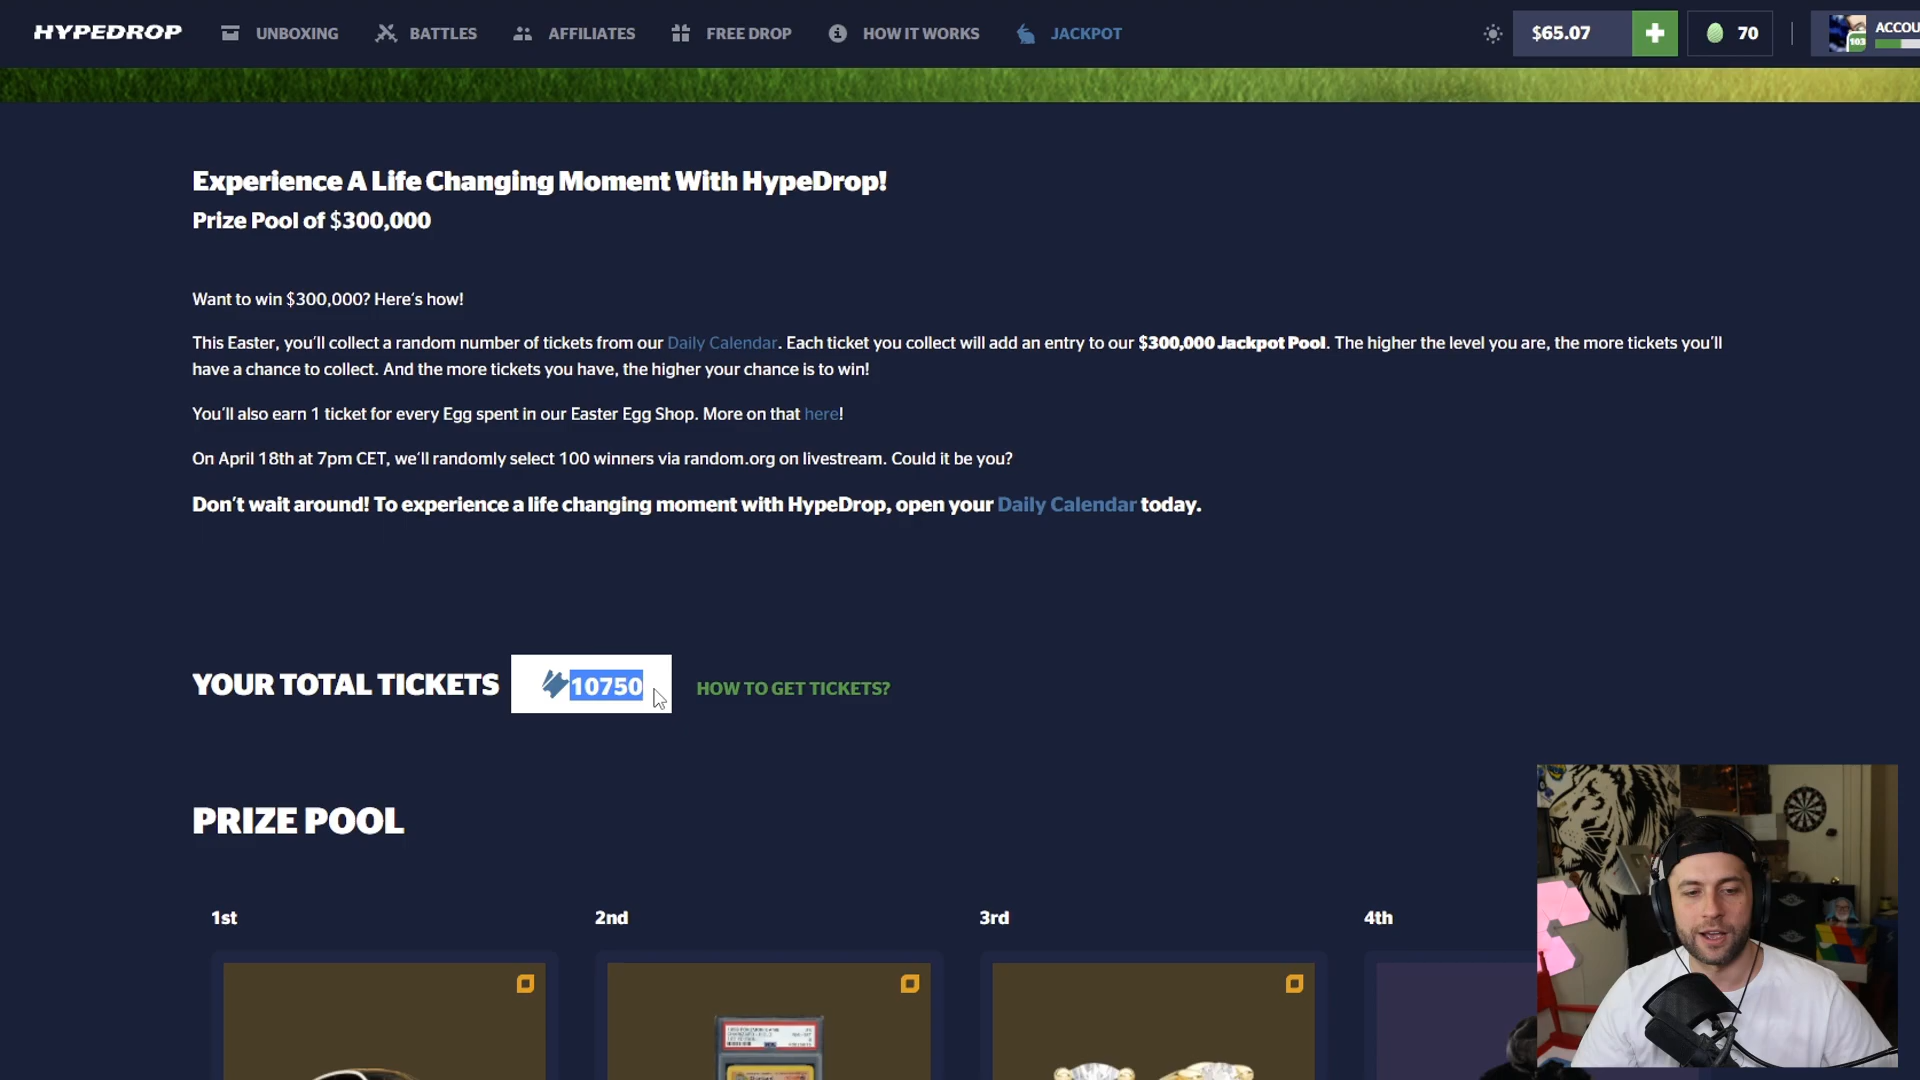 HYPEDROP UNBOXING BATTLES AFFILIATES FREE DROP HOW IT WORKS JACKPOT $65.07 70 103 ACCOU
Experience A Life Changing Moment With HypeDrop!
Prize Pool of $300,000
Want to win $300,000? Here's how!
This Easter, you'll collect a random number of tickets from our Daily Calendar. Each ticket you collect will add an entry to our $300,000 Jackpot Pool. The higher the level you are, the more tickets you'll
have a chance to collect. And the more tickets you have, the higher your chance is to win!
You'll also earn 1 ticket for every Egg spent in our Easter Egg Shop. More on that here!
On April 18th at 7pm CET, we'll randomly select 100 winners via random.org on livestream. Could it be you?
Don't wait around! To experience a life changing moment with HypeDrop, open your Daily Calendar today.
YOUR TOTAL TICKETS 10750 HOW TO GET TICKETS?
PRIZE POOL
1st 2nd 3rd 4th